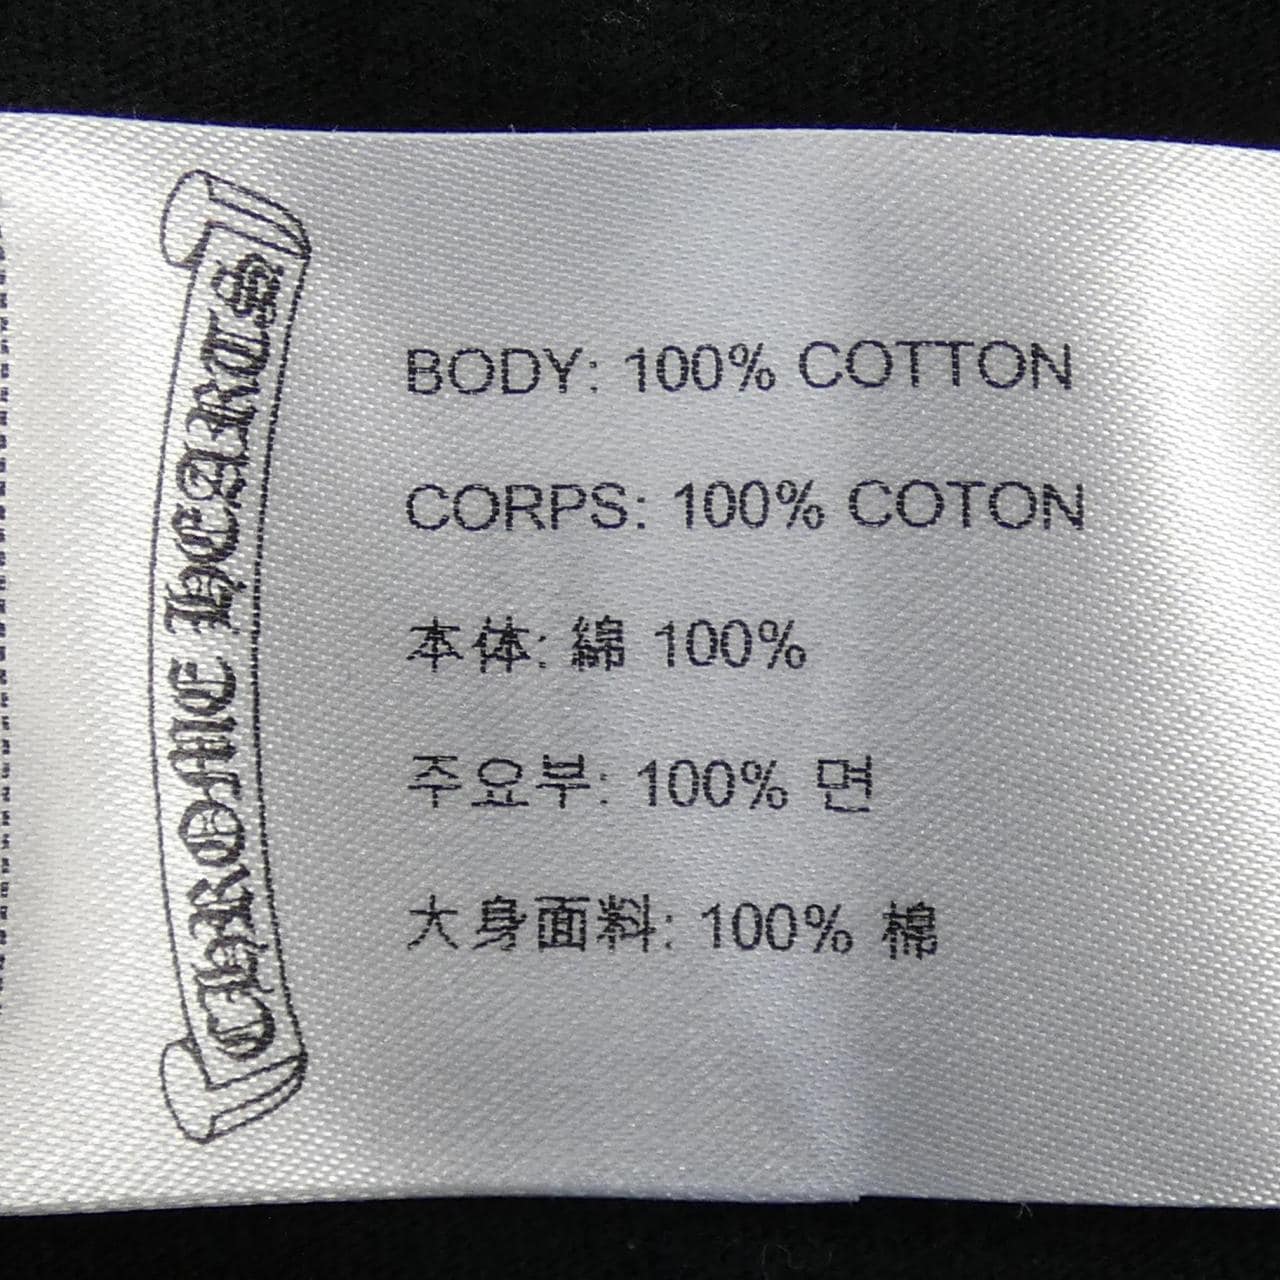 CHROME HEARTS
BODY: 100% COTTON
CORPS: 100% COTON
本体: 綿 100%
주요부: 100% 면
大身面料: 100% 棉